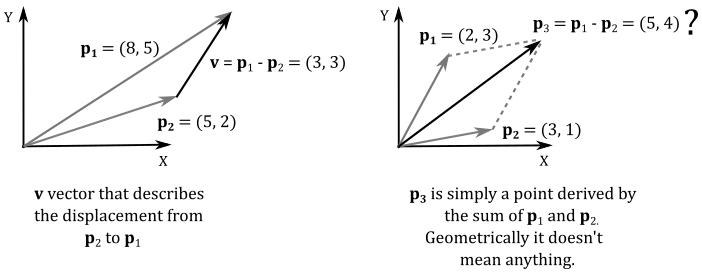 Y
p1 = (8, 5)
v = p1 - p2 = (3, 3)
p2 = (5, 2)
X
v vector that describes
the displacement from
p2 to p1
Y
p3 = p1 - p2 = (5, 4) ?
p1 = (2, 3)
p2 = (3, 1)
X
p3 is simply a point derived by
the sum of p1 and p2.
Geometrically it doesn't
mean anything.